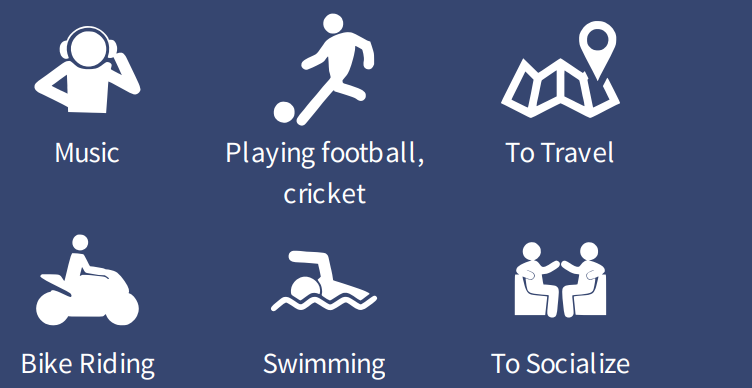 Music
Playing football,
cricket
To Travel
Bike Riding
Swimming
To Socialize